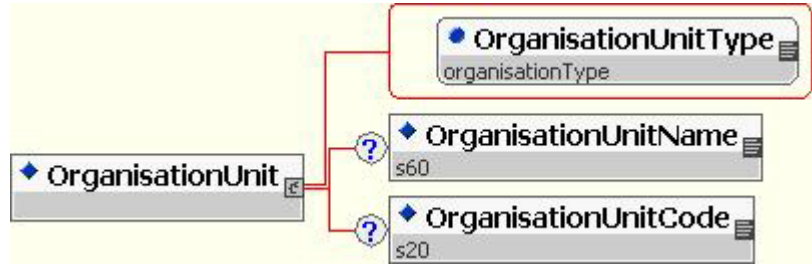 OrganisationUnitType
organisationType
?
OrganisationUnitName
s60
OrganisationUnit
?
OrganisationUnitCode
s20